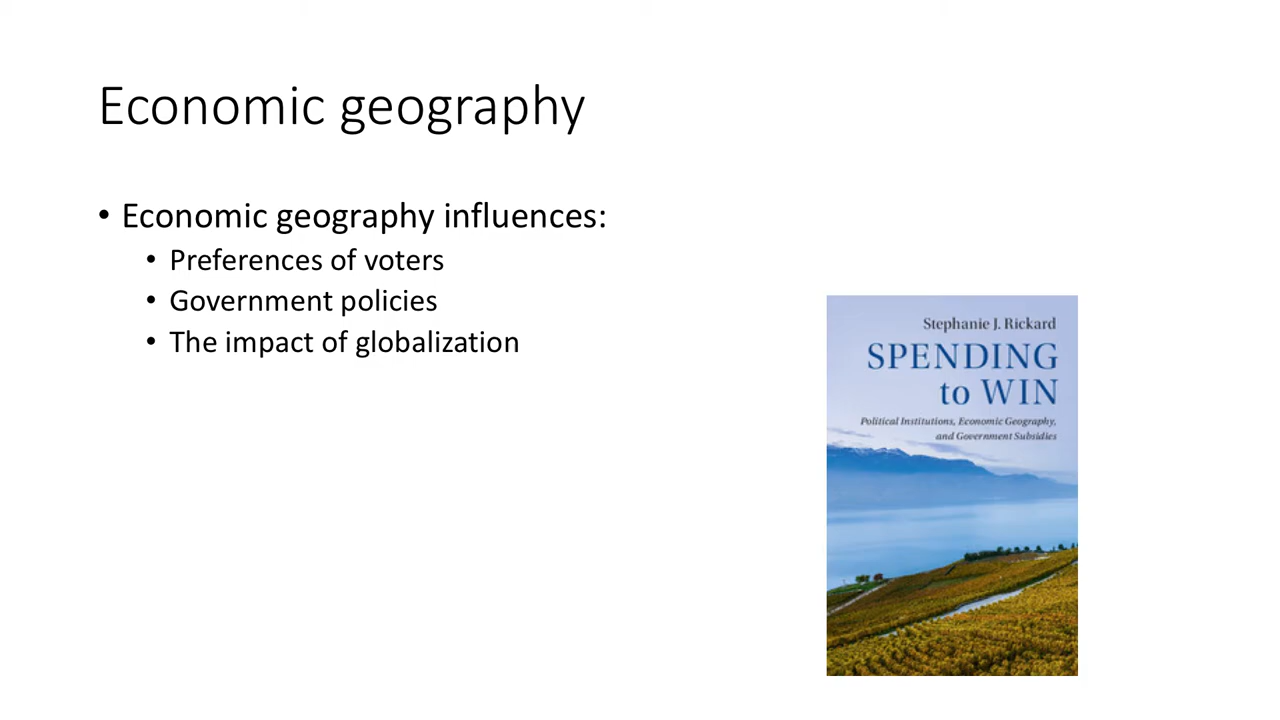 Economic geography
• Economic geography influences:
• Preferences of voters
• Government policies
• The impact of globalization
Stephanie J. Rickard
SPENDING
to WIN
Political Institutions, Economic Geography,
and Government Subsidies